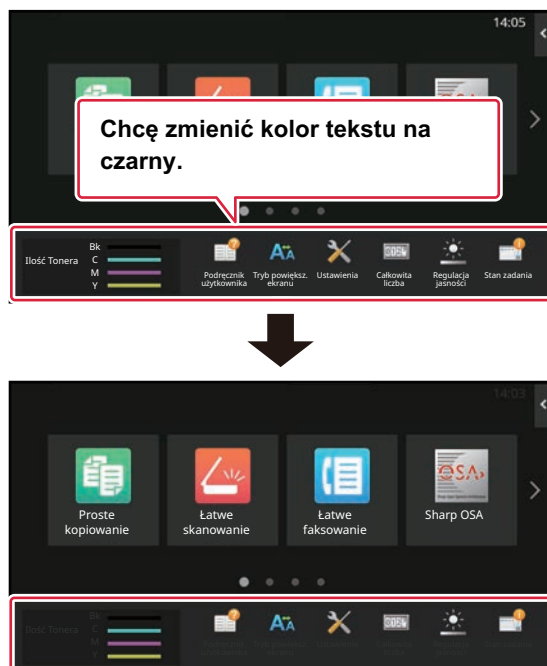 14:05
Chcę zmienić kolor tekstu na
czarny.
Ilość Tonera
Bk
C
M
Y
Podręcznik
użytkownika
Tryb powiększ.
ekranu
Ustawienia
Całkowita
liczba
Regulacja
jasności
Stan zadania
14:03
Proste
kopiowanie
Łatwe
skanowanie
Łatwe
faksowanie
OSA
Sharp OSA
Ilość Tonera
Bk
C
M
Y